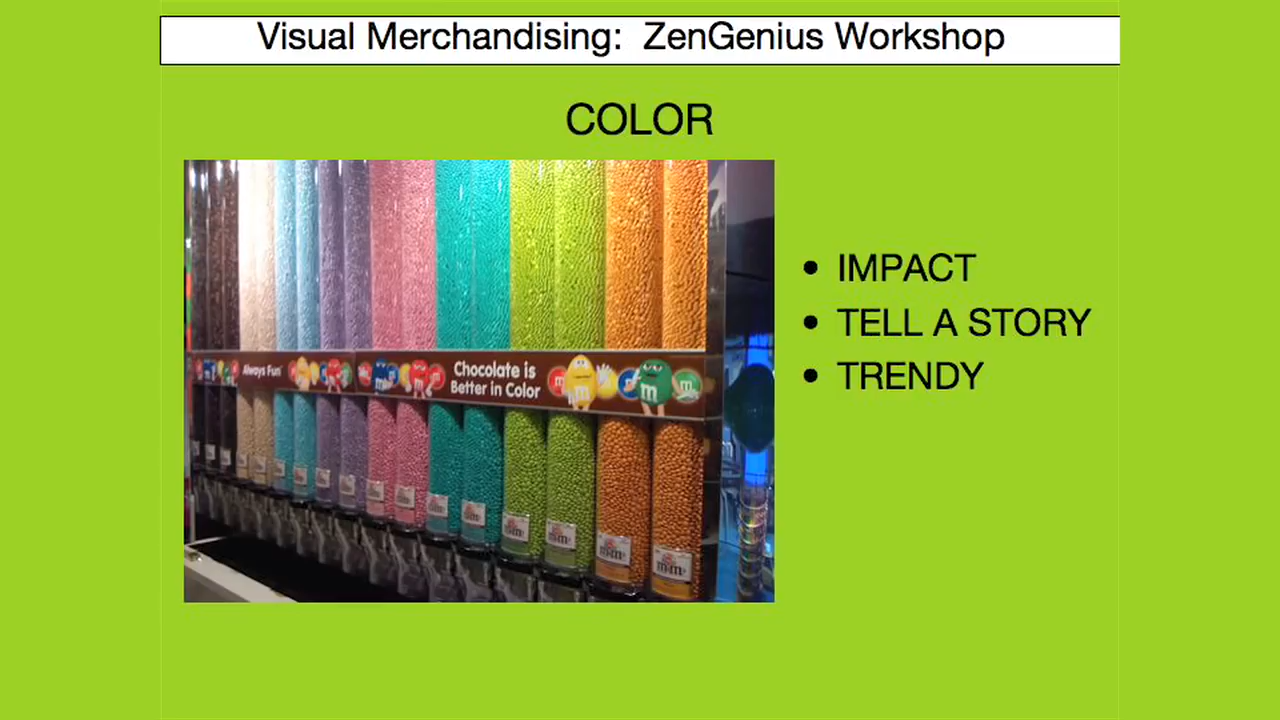 Visual Merchandising: ZenGenius Workshop
COLOR
Always Fun
Chocolate is
Better in Color
m
m
m
m
m&m's
m&m's
m&m's
m&m's
• IMPACT
• TELL A STORY
• TRENDY